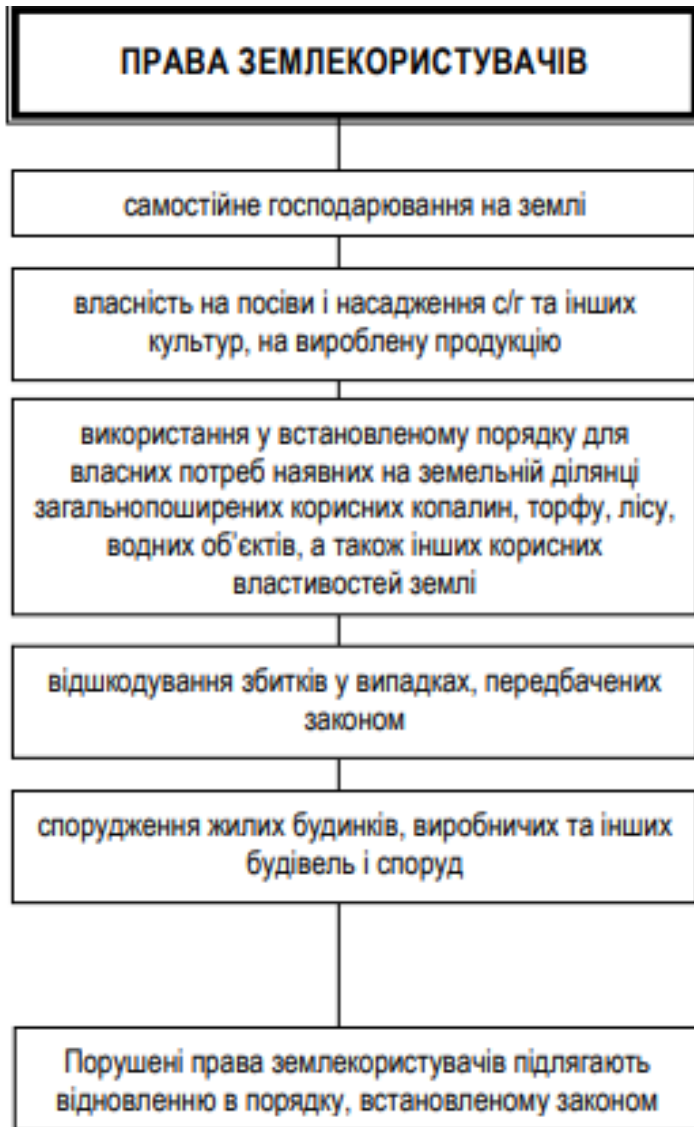 ПРАВА ЗЕМЛЕКОРИСТУВАЧІВ
самостійне господарювання на землі
власність на посіви і насадження с/г та інших
культур, на вироблену продукцію
використання у встановленому порядку для
власних потреб наявних на земельній ділянці
загальнопоширених корисних копалин, торфу, лісу,
водних об’єктів, а також інших корисних
властивостей землі
відшкодування збитків у випадках, передбачених
законом
спорудження жилих будинків, виробничих та інших
будівель і споруд
Порушені права землекористувачів підлягають
відновленню в порядку, встановленому законом